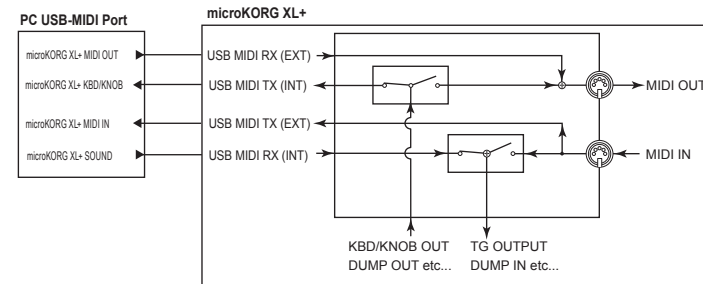 microKORG XL+
PC USB-MIDI Port
microKORG XL+ MIDI OUT
USB MIDI RX (EXT)
microKORG XL+ KBD/KNOB
USB MIDI TX (INT)
MIDI OUT
microKORG XL+ MIDI IN
USB MIDI TX (EXT)
microKORG XL+ SOUND
USB MIDI RX (INT)
MIDI IN
KBD/KNOB OUT
DUMP OUT etc...
TG OUTPUT
DUMP IN etc...